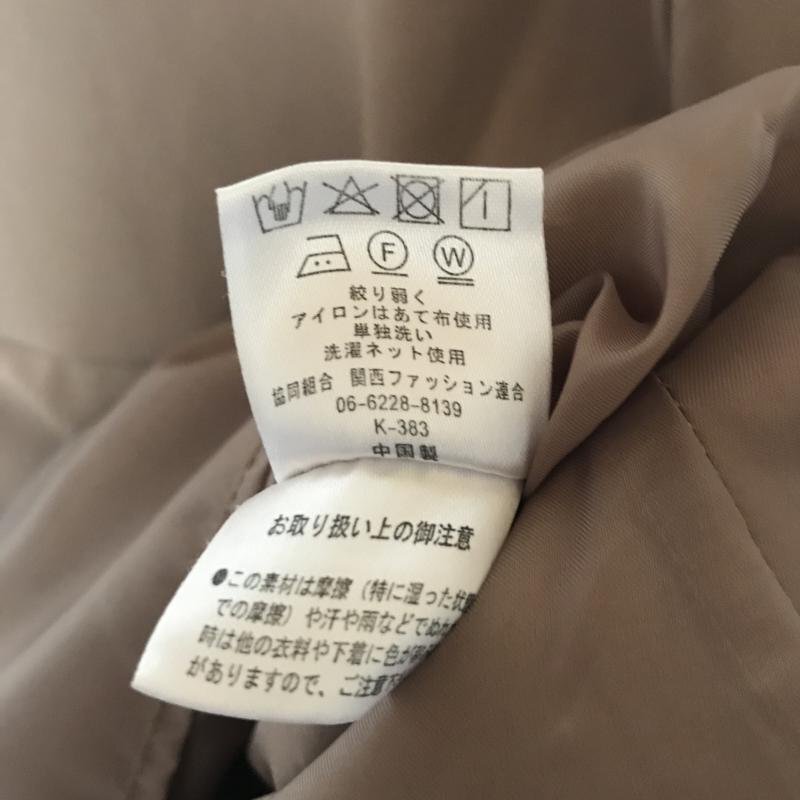 F W
絞り弱く
アイロンはあて布使用
単独洗い
洗濯ネット使用
協同組合 関西ファッション連合
06-6228-8139
K-383
中国製
お取り扱い上の御注意
●この素材は摩擦（特に湿った状態
での摩擦）や汗や雨などでぬれ
時は他の衣料や下着に色が
がありますので、ご注意下